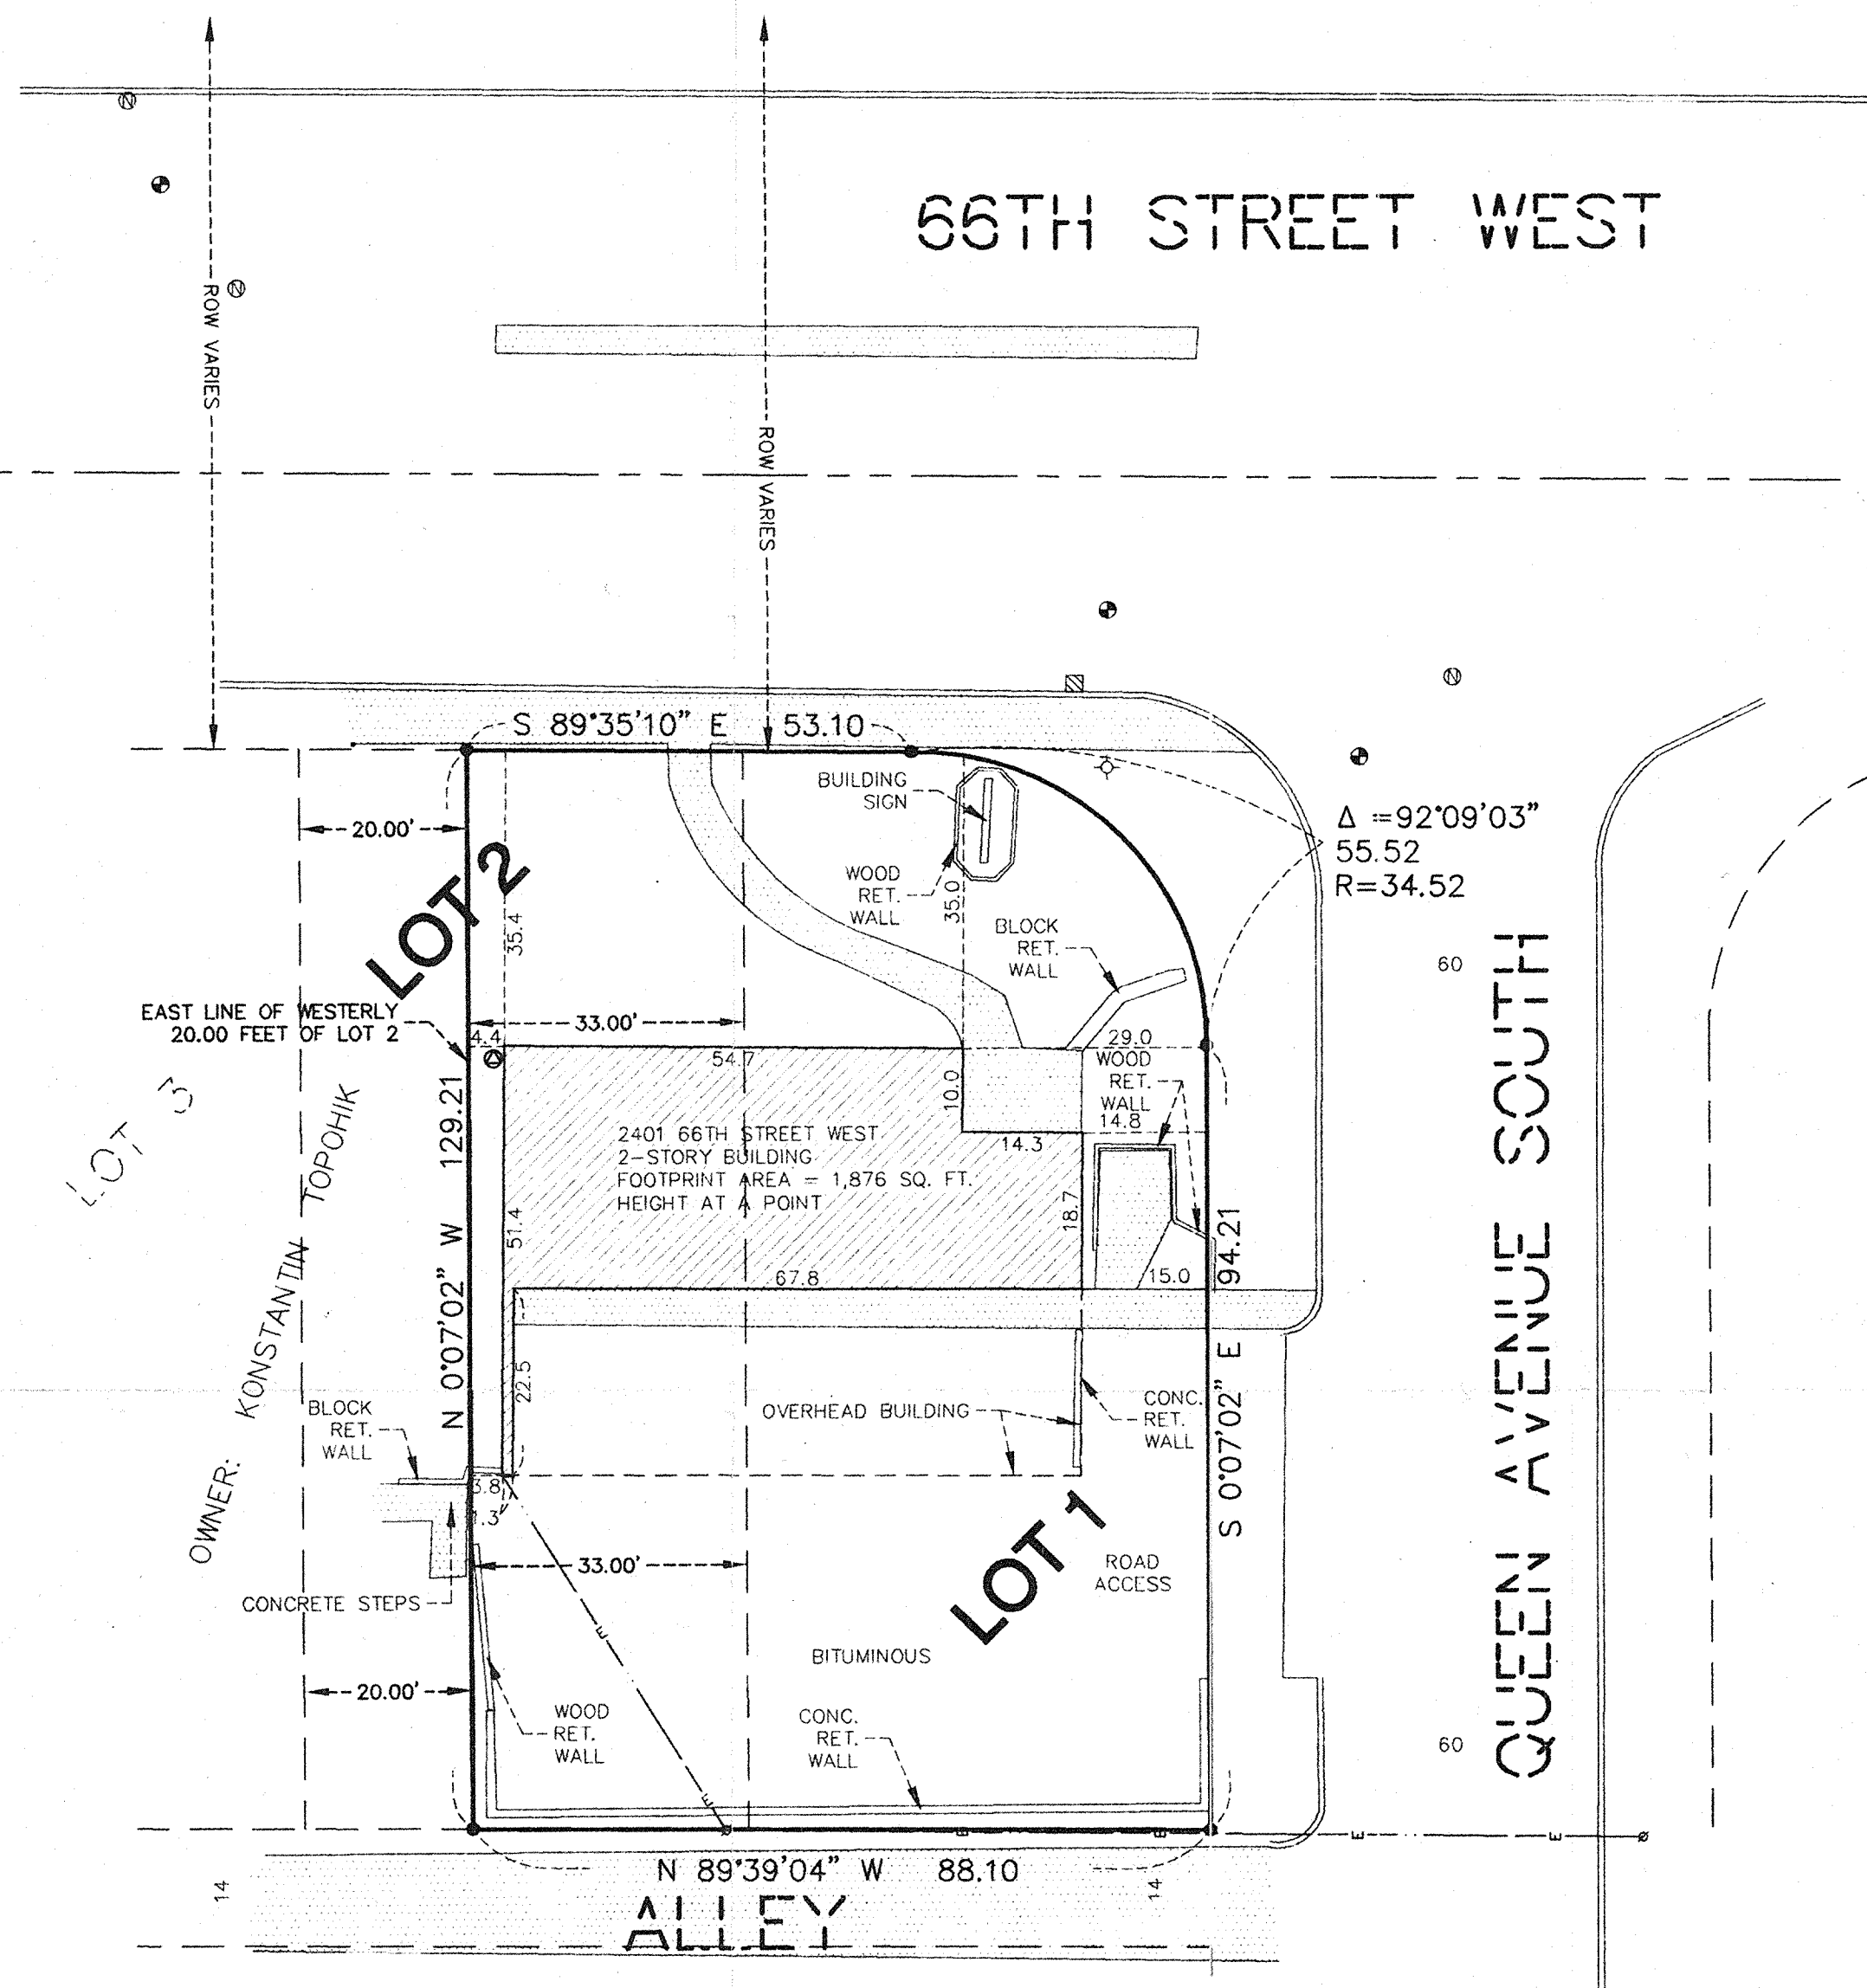 66TH STREET WEST
ROW VARIES
ROW VARIES
S 89°35'10" E 53.10
BUILDING
SIGN
Δ =92°09'03"
55.52
R=34.52
20.00'
LOT 2
WOOD
RET.
WALL
35.0
35.4
BLOCK
RET.
WALL
60
EAST LINE OF WESTERLY
20.00 FEET OF LOT 2
33.00'
4.4
54.7
29.0
WOOD
RET.
WALL
10.0
14.8
14.3
LOT 3
OWNER: KONSTANTIN TOPOHIK
N 0°07'02" W 129.21
2401 66TH STREET WEST
2-STORY BUILDING
FOOTPRINT AREA = 1,876 SQ. FT.
HEIGHT AT A POINT
18.7
51.4
67.8
15.0
S 0°07'02" E 94.21
QUEEN AVENUE SOUTH
22.5
BLOCK
RET.
WALL
OVERHEAD BUILDING
CONC.
RET.
WALL
3.8
1.3
LOT 1
33.00'
ROAD
ACCESS
CONCRETE STEPS
E
BITUMINOUS
20.00'
WOOD
RET.
WALL
CONC.
RET.
WALL
60
E
E
E
E
E
N 89°39'04" W 88.10
14
14
ALLEY